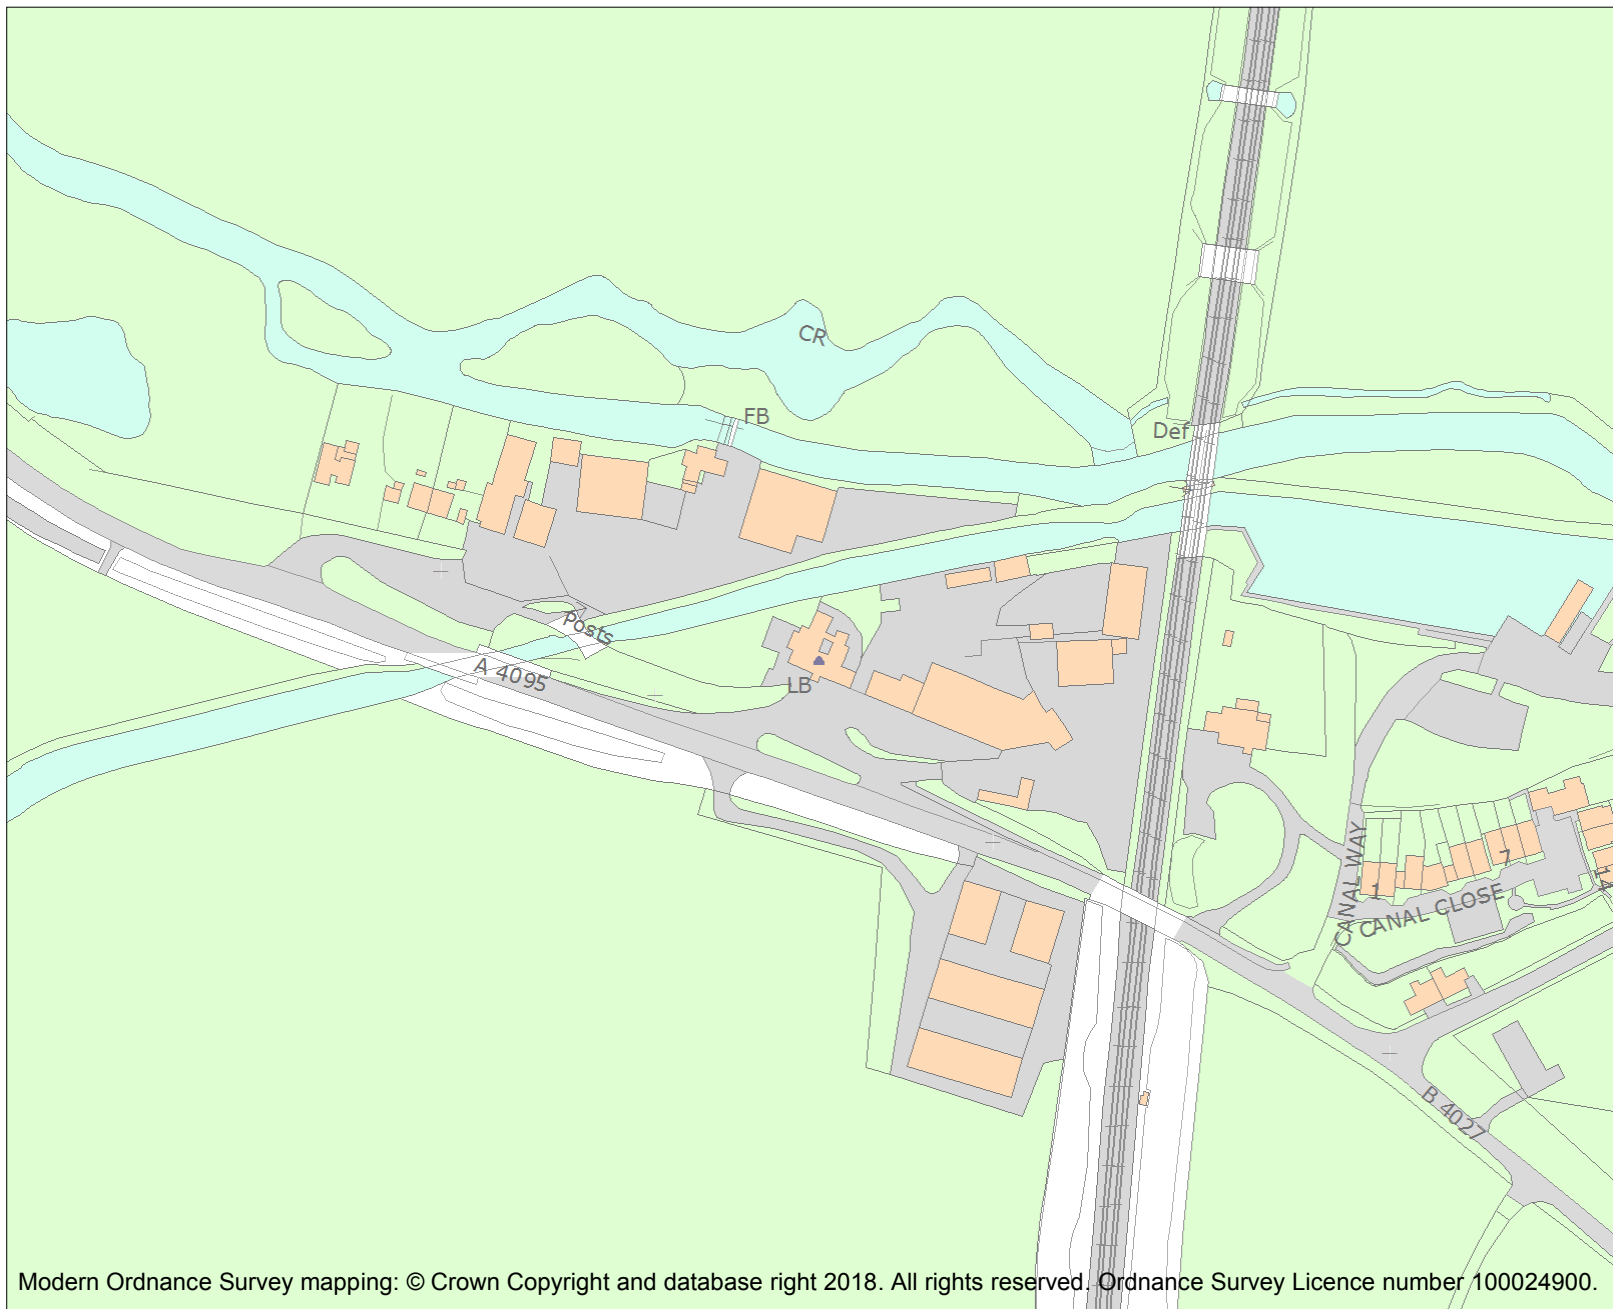 CR
FB
Def
Posts
A 4095
LB
CANAL WAY
1
7
14
CANAL CLOSE
B 4027
Modern Ordnance Survey mapping: © Crown Copyright and database right 2018. All rights reserved. Ordnance Survey Licence number 100024900.